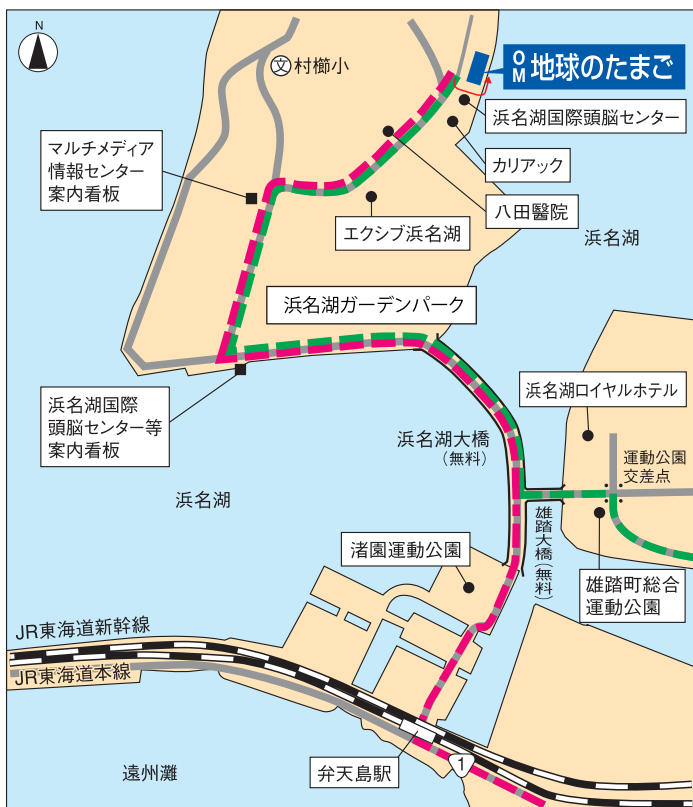 N
文 村櫛小
OM 地球のたまご
浜名湖国際頭脳センター
カリアック
八田醫院
マルチメディア
情報センター
案内看板
エクシブ浜名湖
浜名湖
浜名湖ガーデンパーク
浜名湖国際
頭脳センター等
案内看板
浜名湖ロイヤルホテル
浜名湖大橋
(無料)
運動公園
交差点
浜名湖
雄踏大橋(無料)
渚園運動公園
雄踏町総合
運動公園
JR東海道新幹線
JR東海道本線
弁天島駅
1
遠州灘